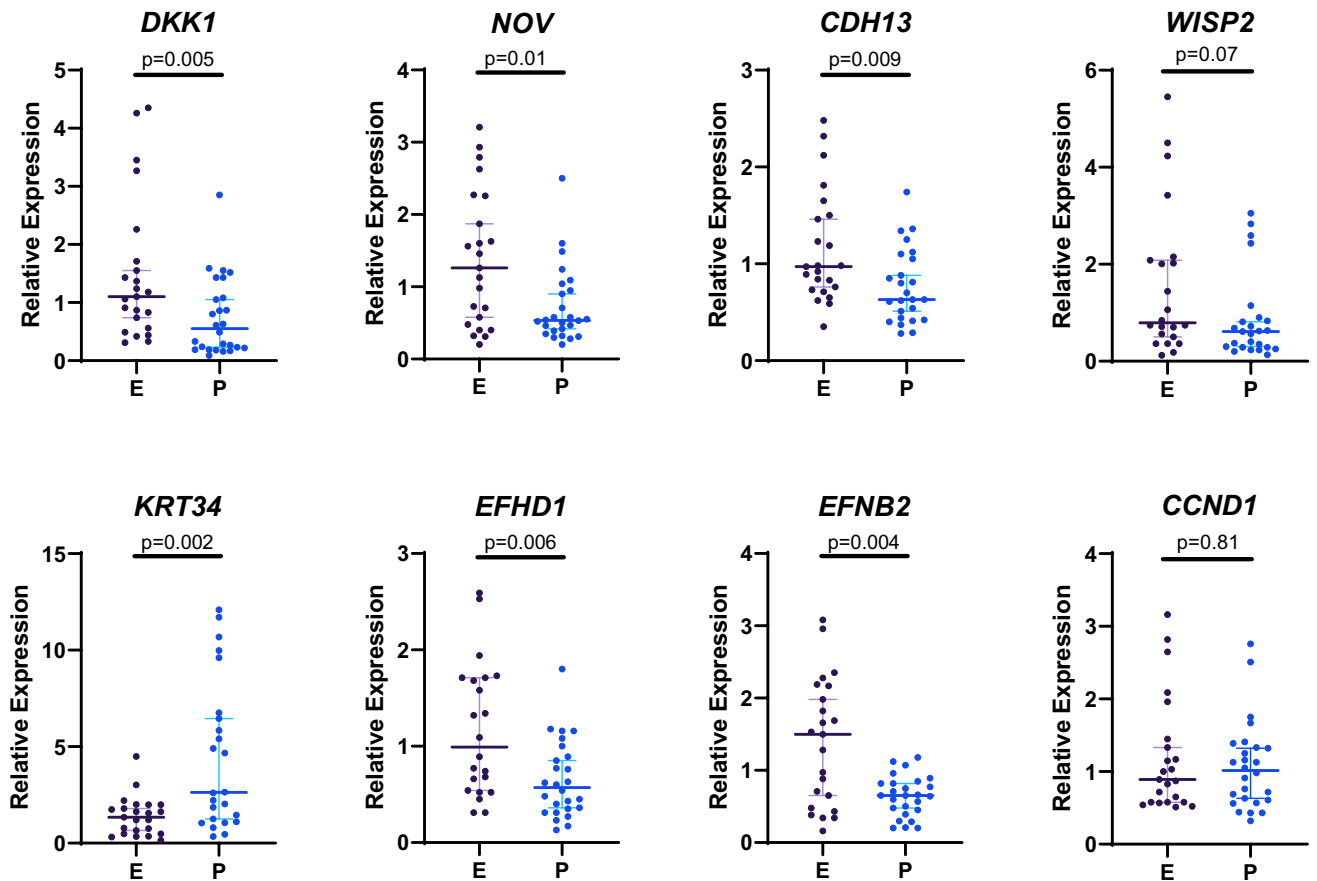 DKK1
p=0.005
Relative Expression
5
4
3
2
1
0
E P
NOV
p=0.01
Relative Expression
4
3
2
1
0
E P
CDH13
p=0.009
Relative Expression
3
2
1
0
E P
WISP2
p=0.07
Relative Expression
6
4
2
0
E P
KRT34
p=0.002
Relative Expression
15
10
5
0
E P
EFHD1
p=0.006
Relative Expression
3
2
1
0
E P
EFNB2
p=0.004
Relative Expression
4
3
2
1
0
E P
CCND1
p=0.81
Relative Expression
4
3
2
1
0
E P